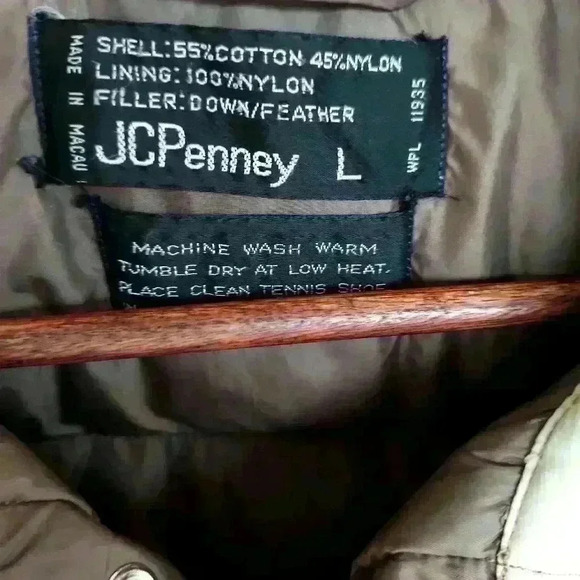 SHELL: 55% COTTON 45% NYLON
LINING: 100% NYLON
FILLER: DOWN/FEATHER
JCPenney L
MADE IN MACAU
WPL 11935
MACHINE WASH WARM
TUMBLE DRY AT LOW HEAT.
PLACE CLEAN TENNIS SHOE